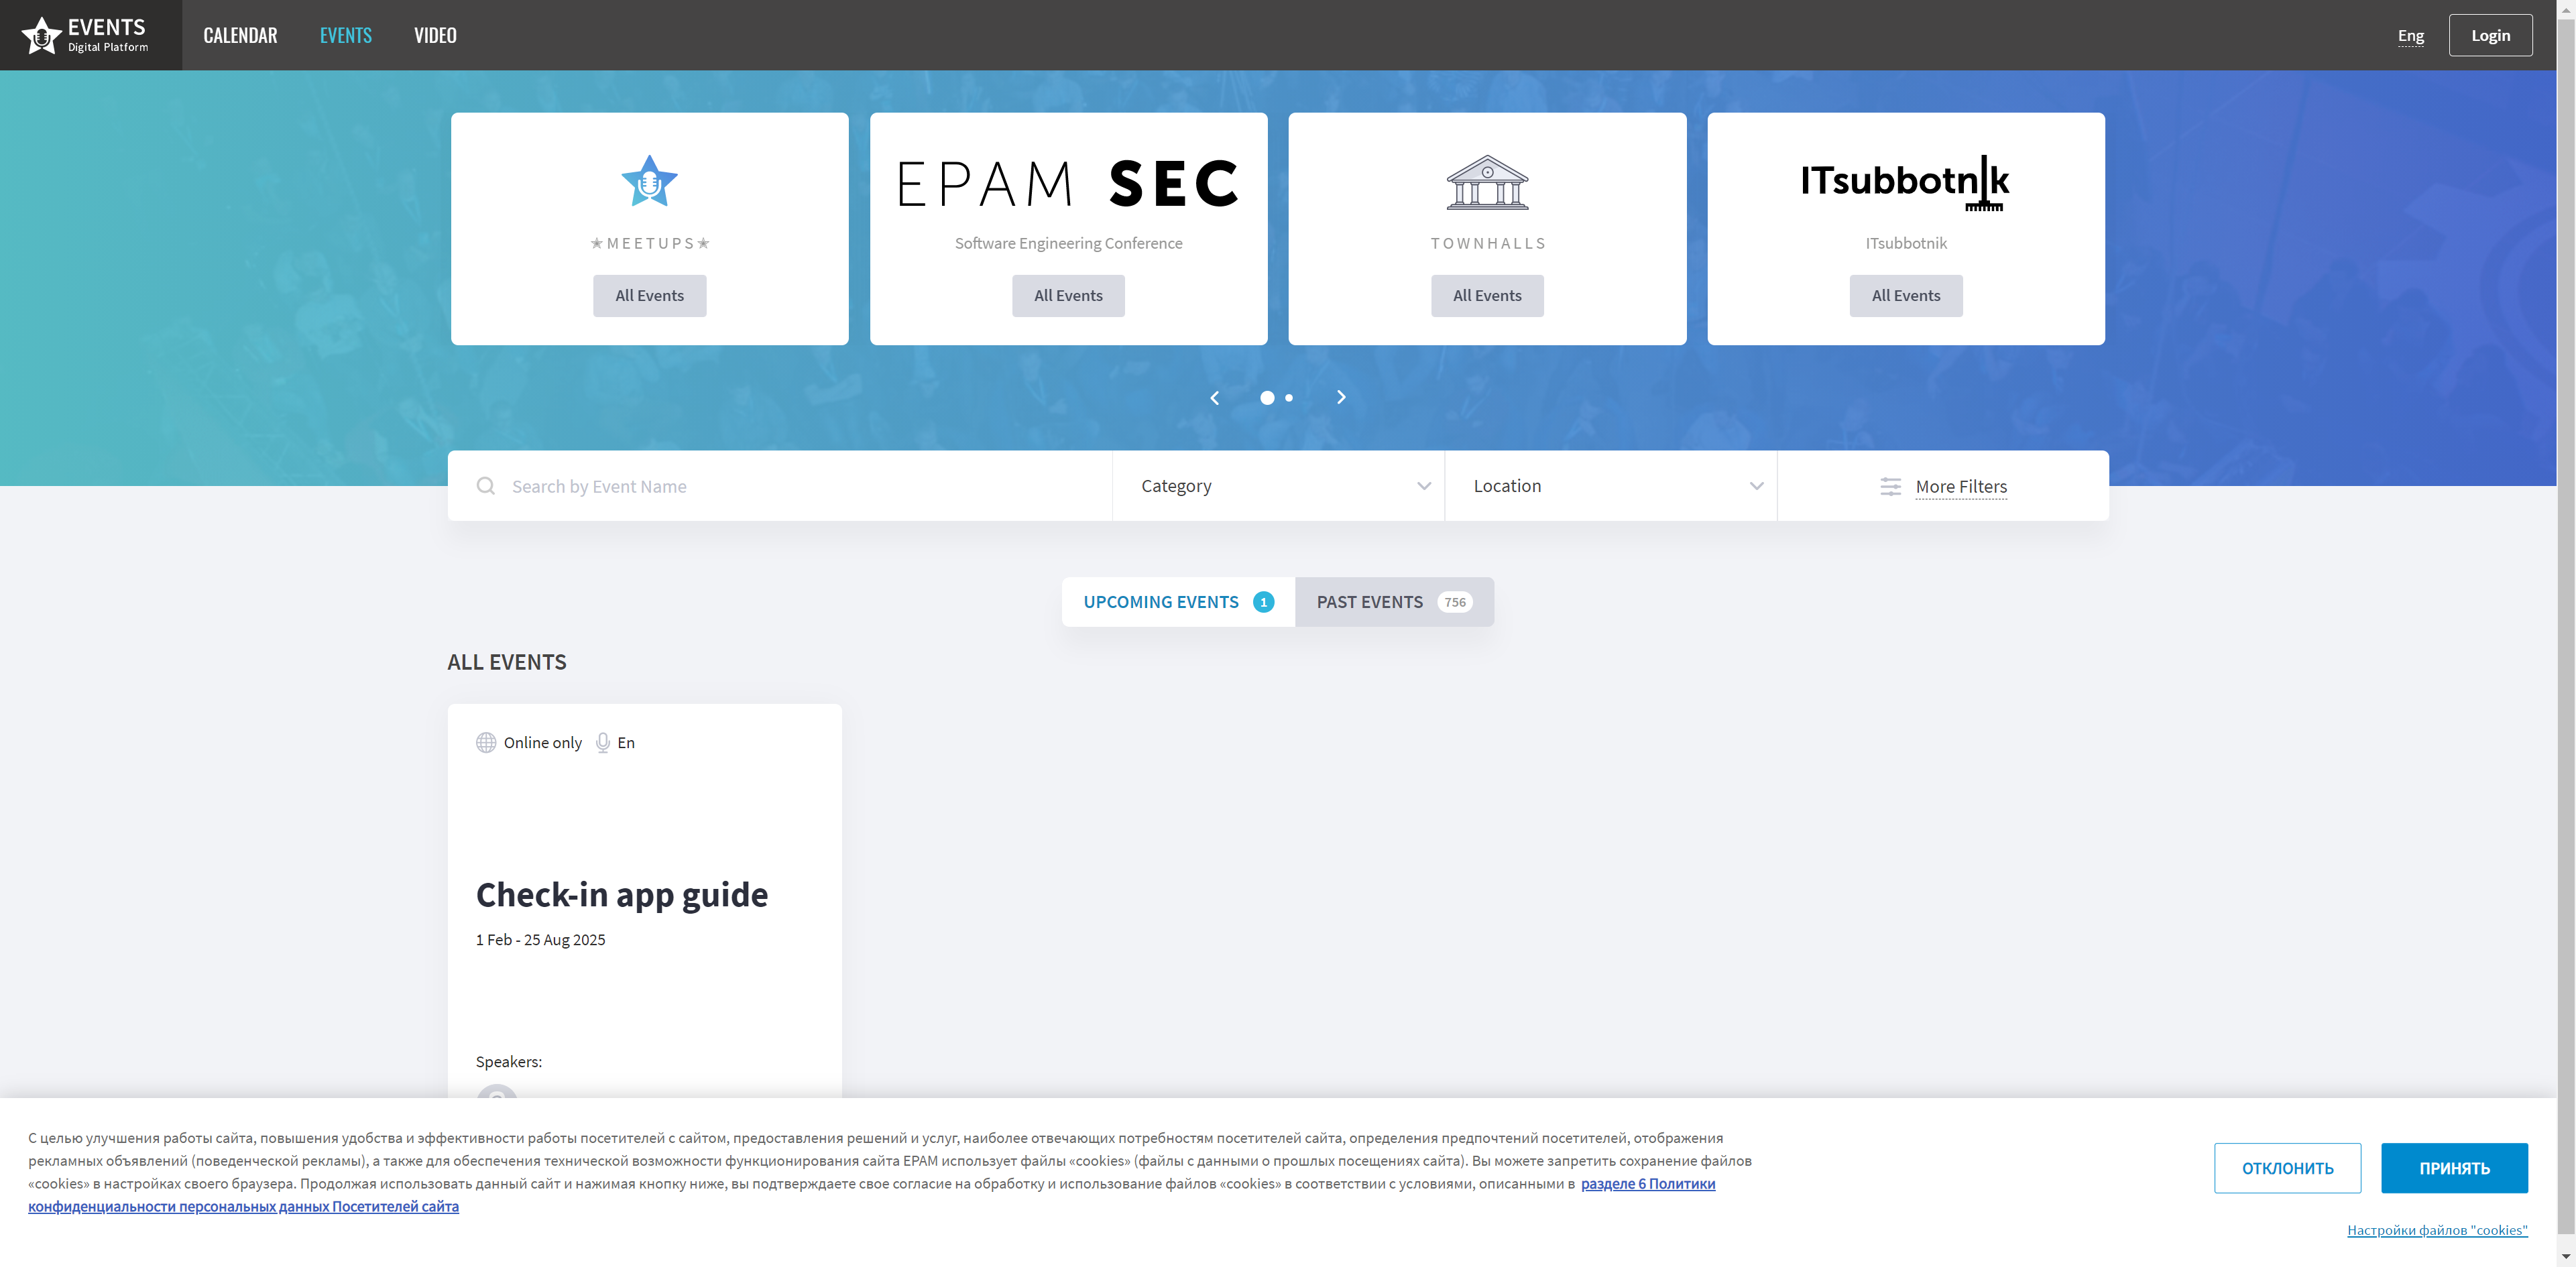 EVENTS
Digital Platform
CALENDAR
EVENTS
VIDEO
Eng
Login
EPAM SEC
ITsubbotnik
✭MEETUPS✭
Software Engineering Conference
TOWNHALLS
ITsubbotnik
All Events
All Events
All Events
All Events
Search by Event Name
Category
Location
More Filters
UPCOMING EVENTS 1
PAST EVENTS 756
ALL EVENTS
Online only
En
Check-in app guide
1 Feb - 25 Aug 2025
Speakers:
С целью улучшения работы сайта, повышения удобства и эффективности работы посетителей с сайтом, предоставления решений и услуг, наиболее отвечающих потребностям посетителей сайта, определения предпочтений посетителей, отображения
рекламных объявлений (поведенческой рекламы), а также для обеспечения технической возможности функционирования сайта EPAM использует файлы «cookies» (файлы с данными о прошлых посещениях сайта). Вы можете запретить сохранение файлов
«cookies» в настройках своего браузера. Продолжая использовать данный сайт и нажимая кнопку ниже, вы подтверждаете свое согласие на обработку и использование файлов «cookies» в соответствии с условиями, описанными в разделе 6 Политики
конфиденциальности персональных данных Посетителей сайта
ОТКЛОНИТЬ
ПРИНЯТЬ
Настройки файлов "cookies"